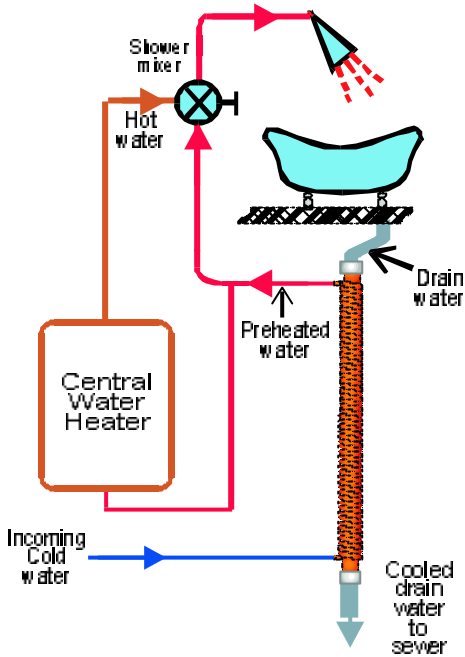 Shower
mixer
Hot
water
Drain
water
Preheated
water
Central
Water
Heater
Incoming
Cold
water
Cooled
drain
water
to
sewer